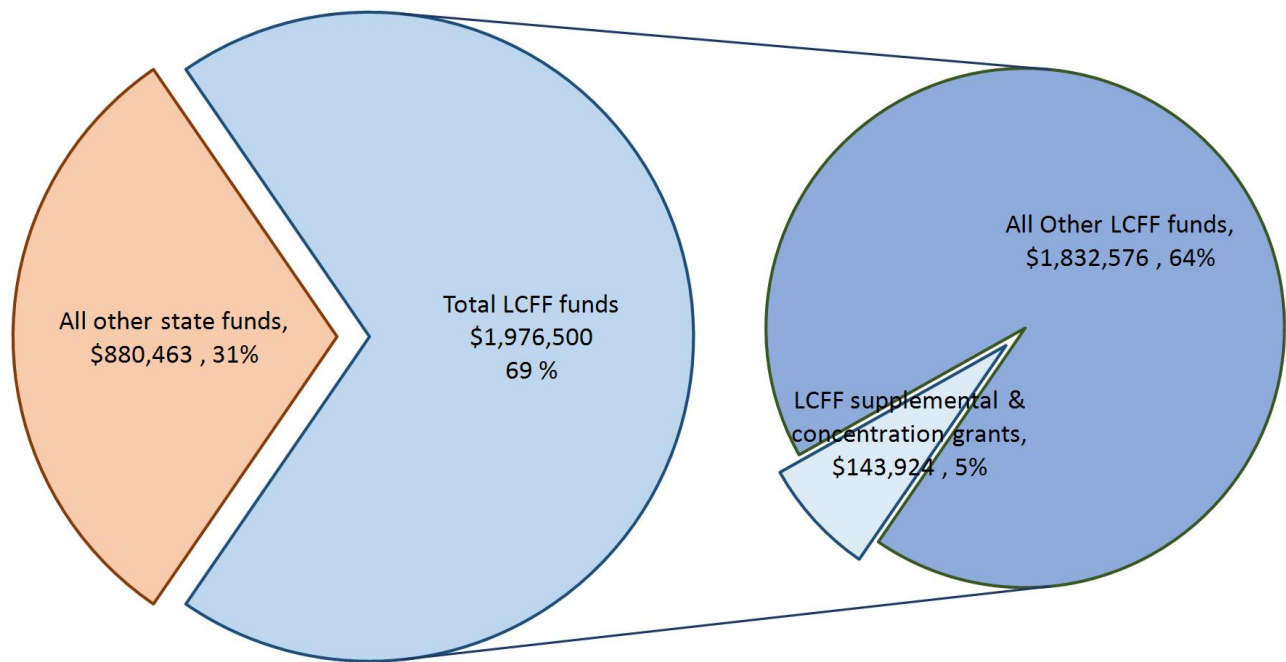 All other state funds,
$880,463 , 31%
Total LCFF funds
$1,976,500
69 %
All Other LCFF funds,
$1,832,576 , 64%
LCFF supplemental &
concentration grants,
$143,924 , 5%